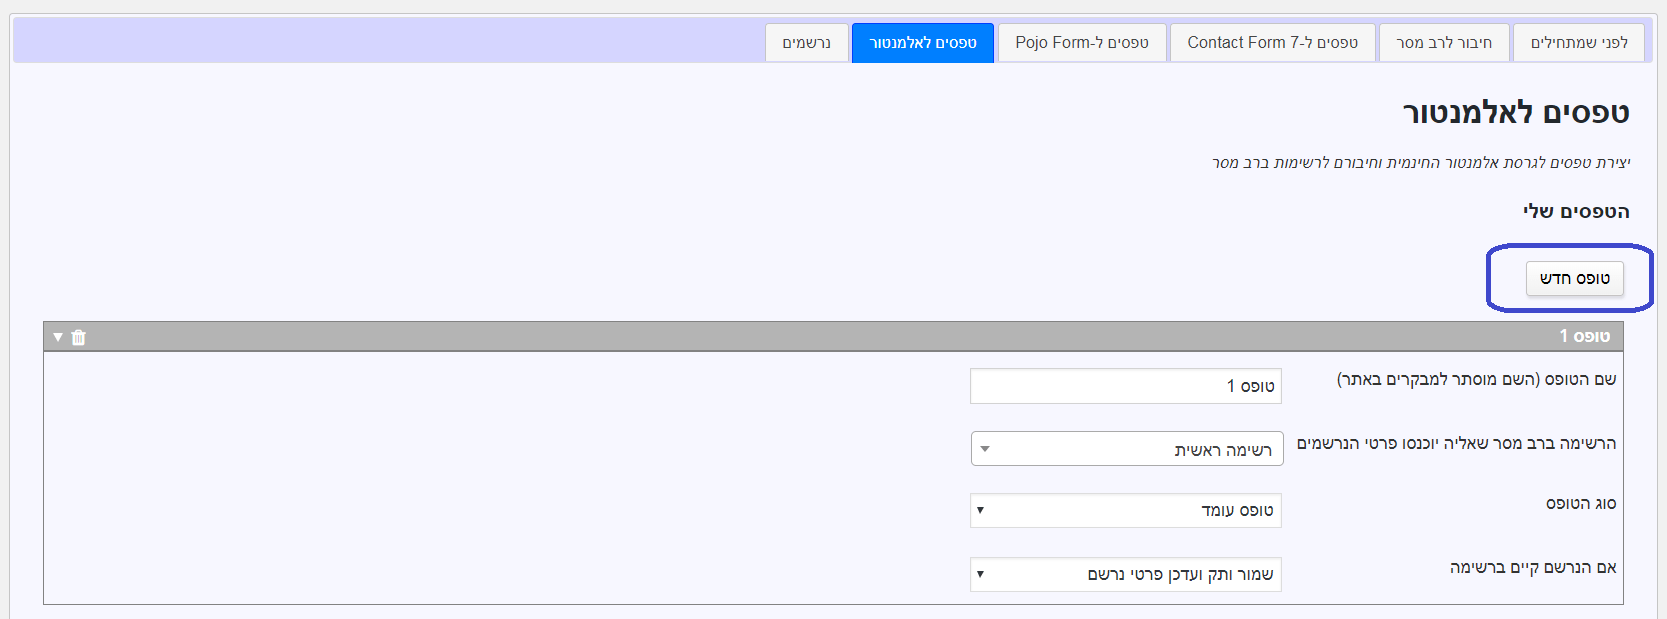 לפני שמתחילים
חיבור לרב מסר
טפסים ל-Contact Form 7
טפסים ל-Pojo Form
טפסים לאלמנטור
נרשמים
טפסים לאלמנטור
יצירת טפסים לגרסת אלמנטור החינמית וחיבורם לרשימות ברב מסר
הטפסים שלי
טופס חדש
טופס 1
שם הטופס (השם מוסתר למבקרים באתר)
טופס 1
הרשימה ברב מסר שאליה יוכנסו פרטי הנרשמים
רשימה ראשית
סוג הטופס
טופס עומד
אם הנרשם קיים ברשימה
שמור ותק ועדכן פרטי נרשם